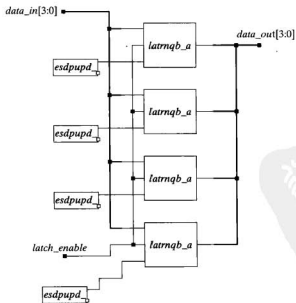 data_in[3:0]
latrnqb_a
data_out[3:0]
esdpupd_
latrnqb_a
esdpupd_
latrnqb_a
esdpupd_
latrnqb_a
latch_enable
esdpupd_